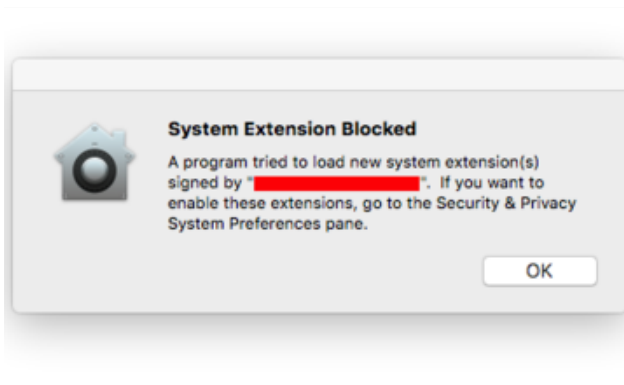 System Extension Blocked
A program tried to load new system extension(s)
signed by "". If you want to
enable these extensions, go to the Security & Privacy
System Preferences pane.
OK